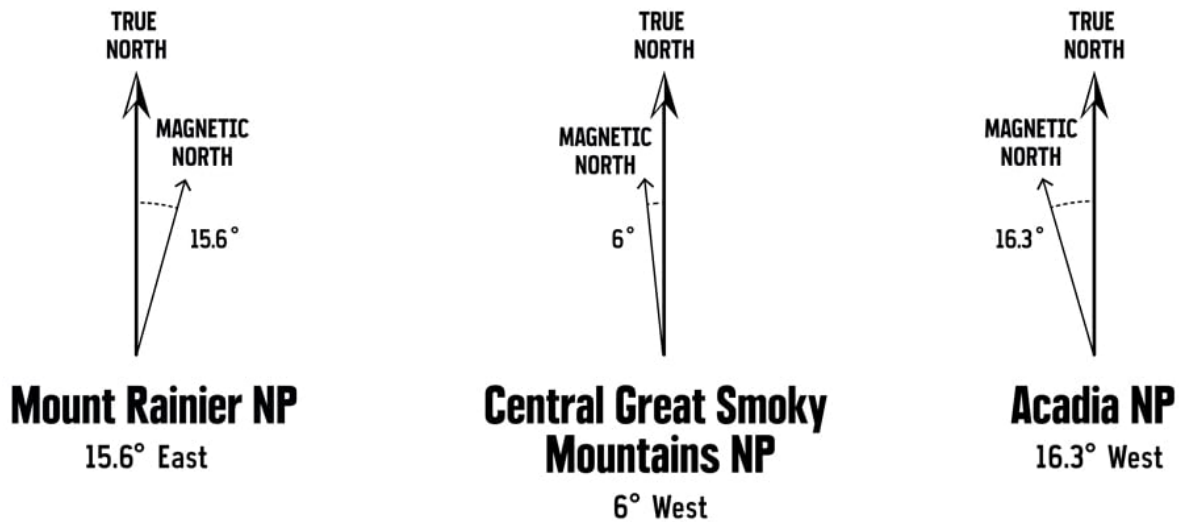 TRUE
NORTH
MAGNETIC
NORTH
15.6°
Mount Rainier NP
15.6° East
TRUE
NORTH
MAGNETIC
NORTH
6°
Central Great Smoky
Mountains NP
6° West
TRUE
NORTH
MAGNETIC
NORTH
16.3°
Acadia NP
16.3° West